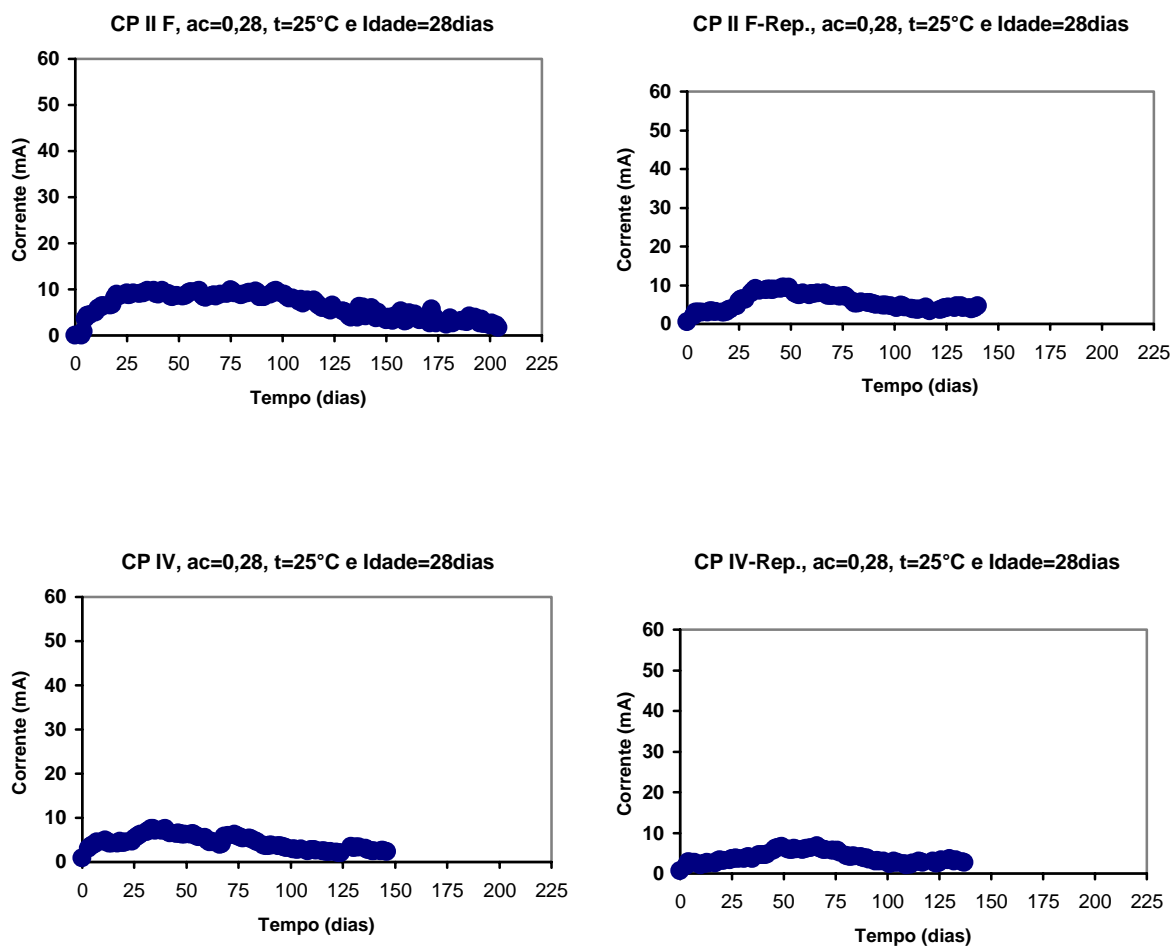 CP II F, ac=0,28, t=25°C e Idade=28dias
60
50
40
30
20
10
0
Corrente (mA)
0 25 50 75 100 125 150 175 200 225
Tempo (dias)
CP II F-Rep., ac=0,28, t=25°C e Idade=28dias
60
50
40
30
20
10
0
Corrente (mA)
0 25 50 75 100 125 150 175 200 225
Tempo (dias)
CP IV, ac=0,28, t=25°C e Idade=28dias
60
50
40
30
20
10
0
Corrente (mA)
0 25 50 75 100 125 150 175 200 225
Tempo (dias)
CP IV-Rep., ac=0,28, t=25°C e Idade=28dias
60
50
40
30
20
10
0
Corrente (mA)
0 25 50 75 100 125 150 175 200 225
Tempo (dias)